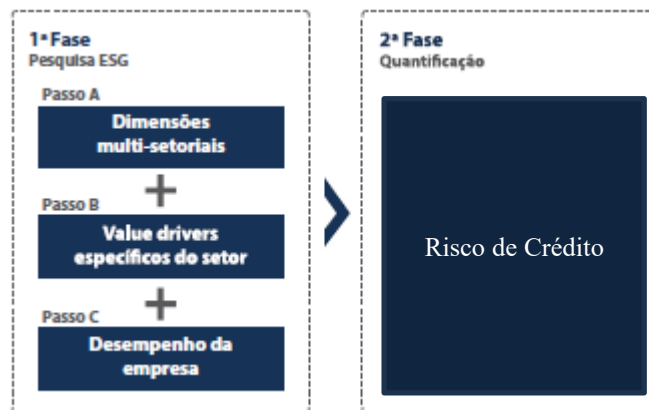 1ª Fase
Pesquisa ESG
Passo A
Dimensões
multi-setoriais
+
Passo B
Value drivers
específicos do setor
+
Passo C
Desempenho da
empresa
2ª Fase
Quantificação
Risco de Crédito